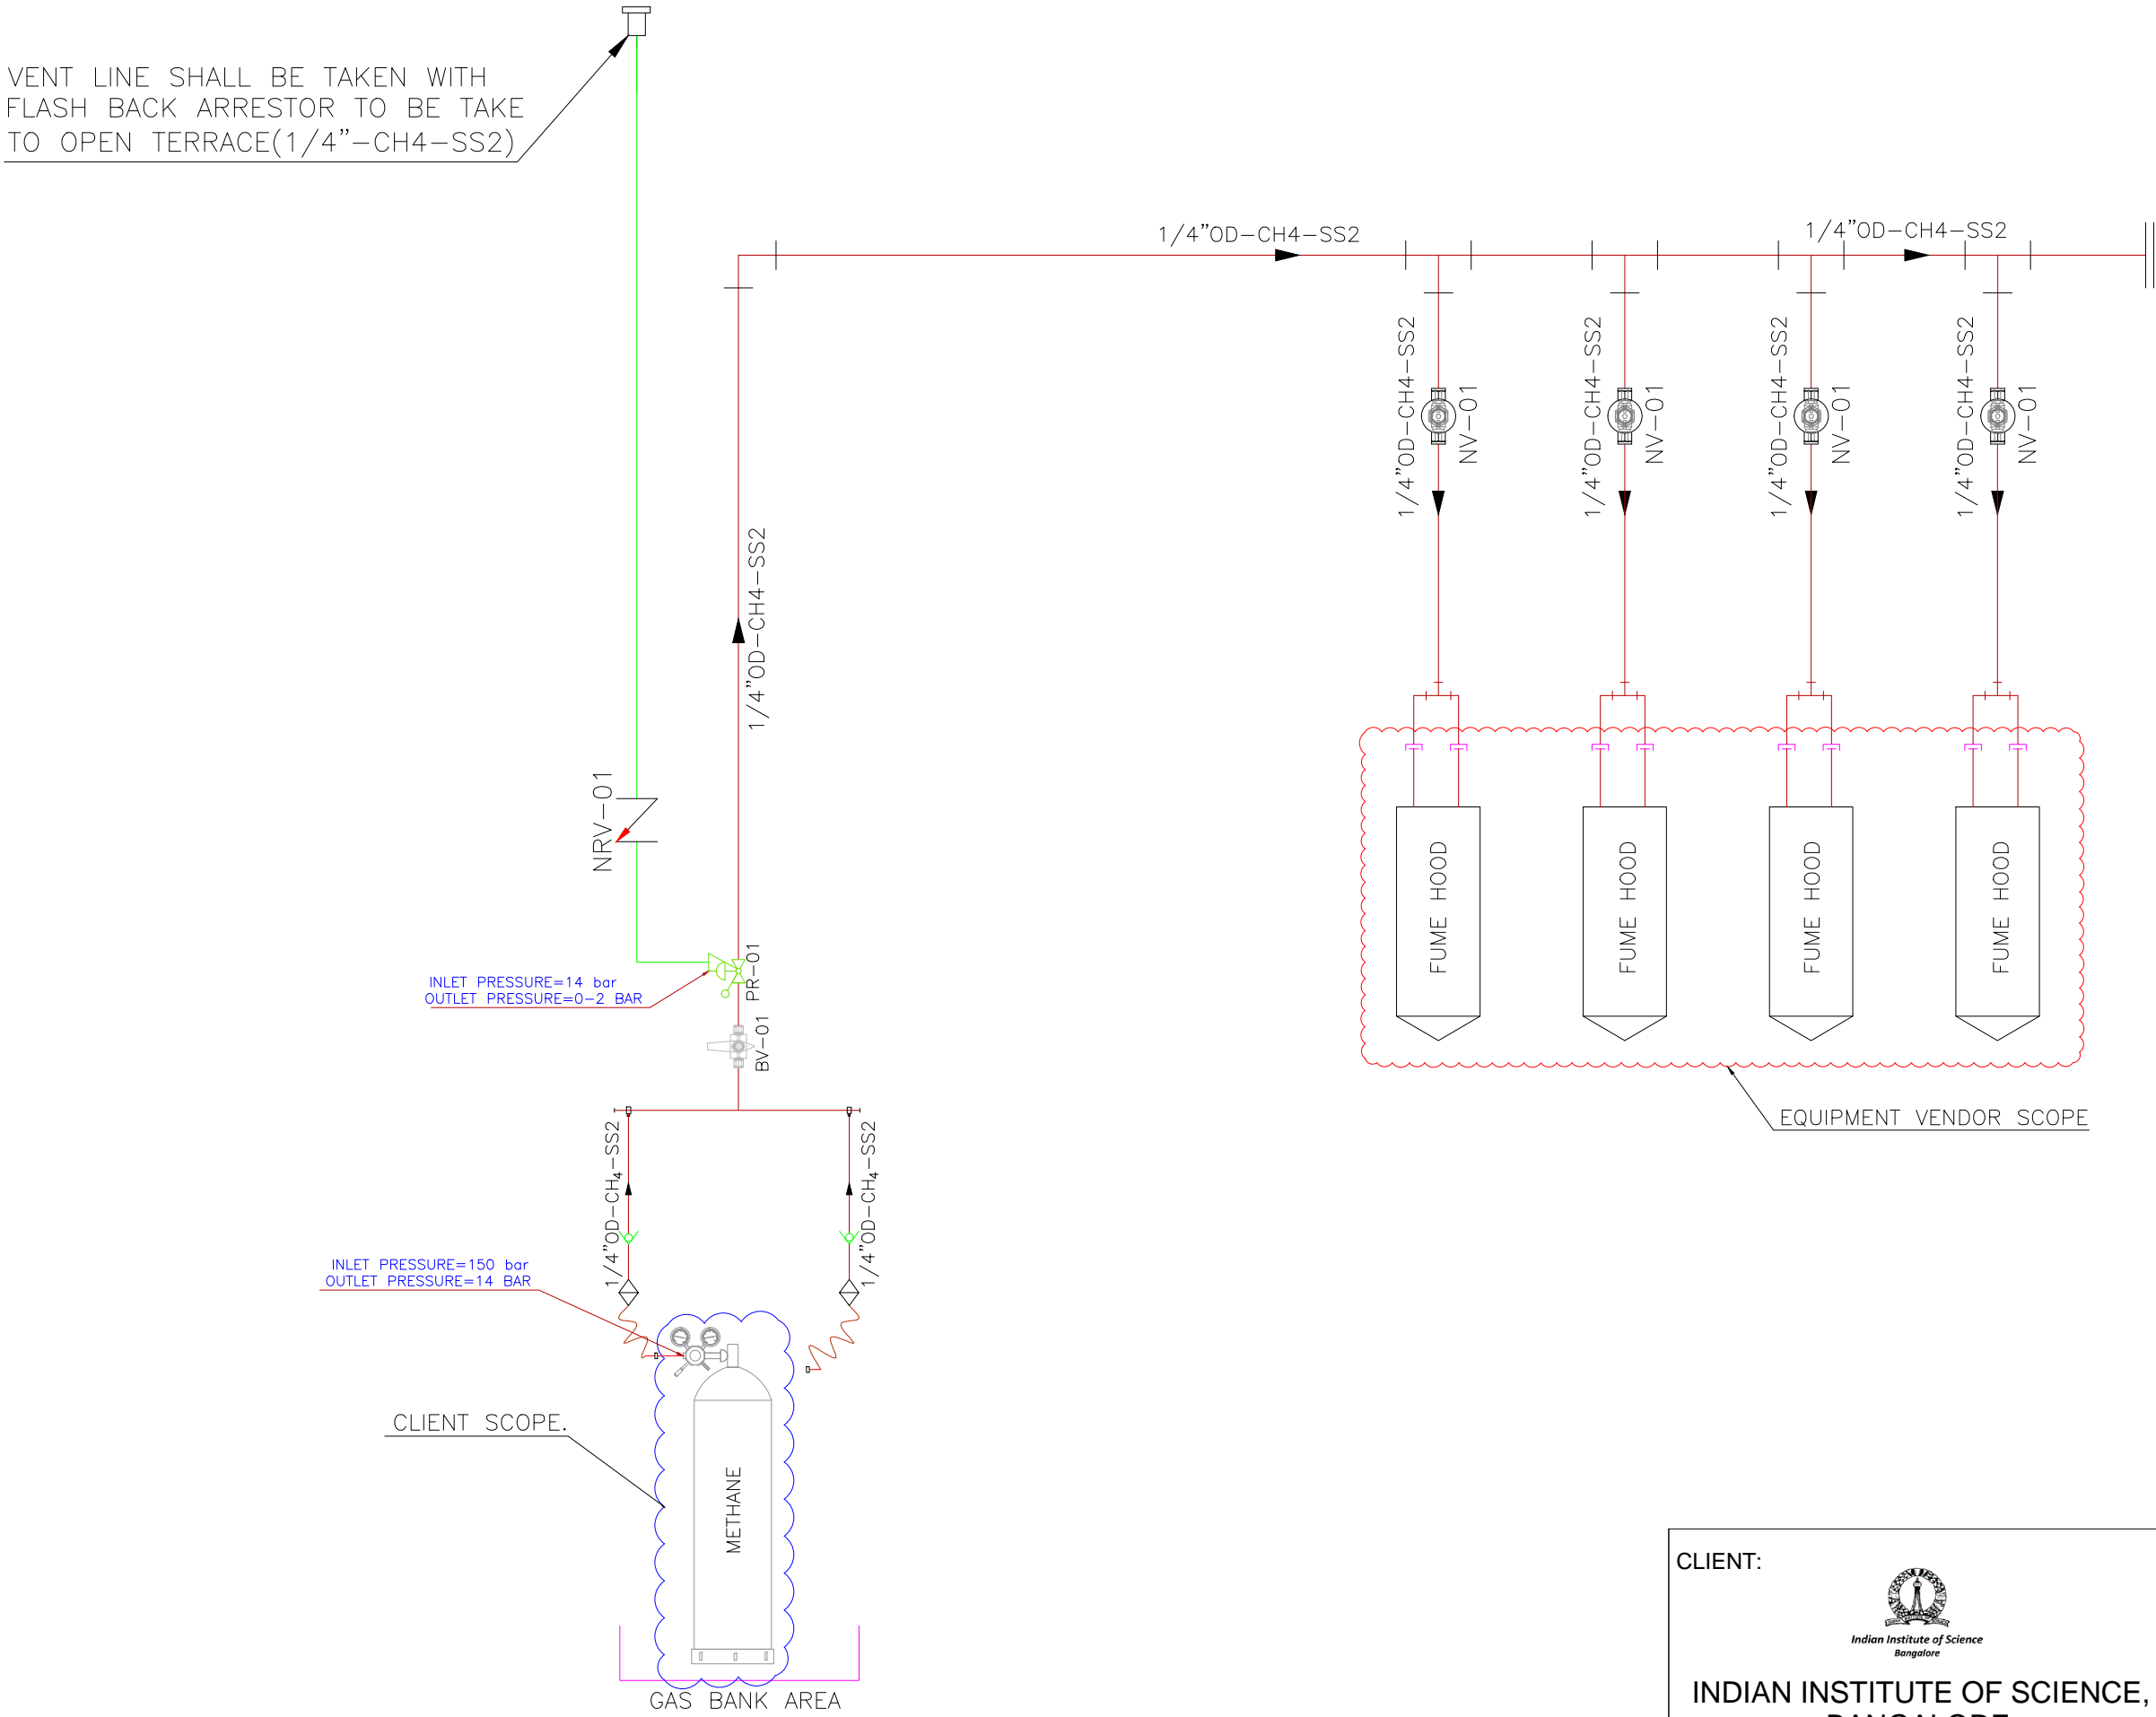 VENT LINE SHALL BE TAKEN WITH
FLASH BACK ARRESTOR TO BE TAKE
TO OPEN TERRACE(1/4"-CH4-SS2)
1/4"OD-CH4-SS2
1/4"OD-CH4-SS2
1/4"OD-CH4-SS2
NV-01
1/4"OD-CH4-SS2
NV-01
1/4"OD-CH4-SS2
NV-01
1/4"OD-CH4-SS2
NV-01
1/4"OD-CH4-SS2
NRV-01
INLET PRESSURE=14 bar
OUTLET PRESSURE=0-2 BAR
PR-01
BV-01
FUME HOOD
FUME HOOD
FUME HOOD
FUME HOOD
EQUIPMENT VENDOR SCOPE
1/4"OD-CH₄-SS2
1/4"OD-CH₄-SS2
INLET PRESSURE=150 bar
OUTLET PRESSURE=14 BAR
CLIENT SCOPE.
METHANE
GAS BANK AREA
CLIENT:
Indian Institute of Science
Bangalore
INDIAN INSTITUTE OF SCIENCE,